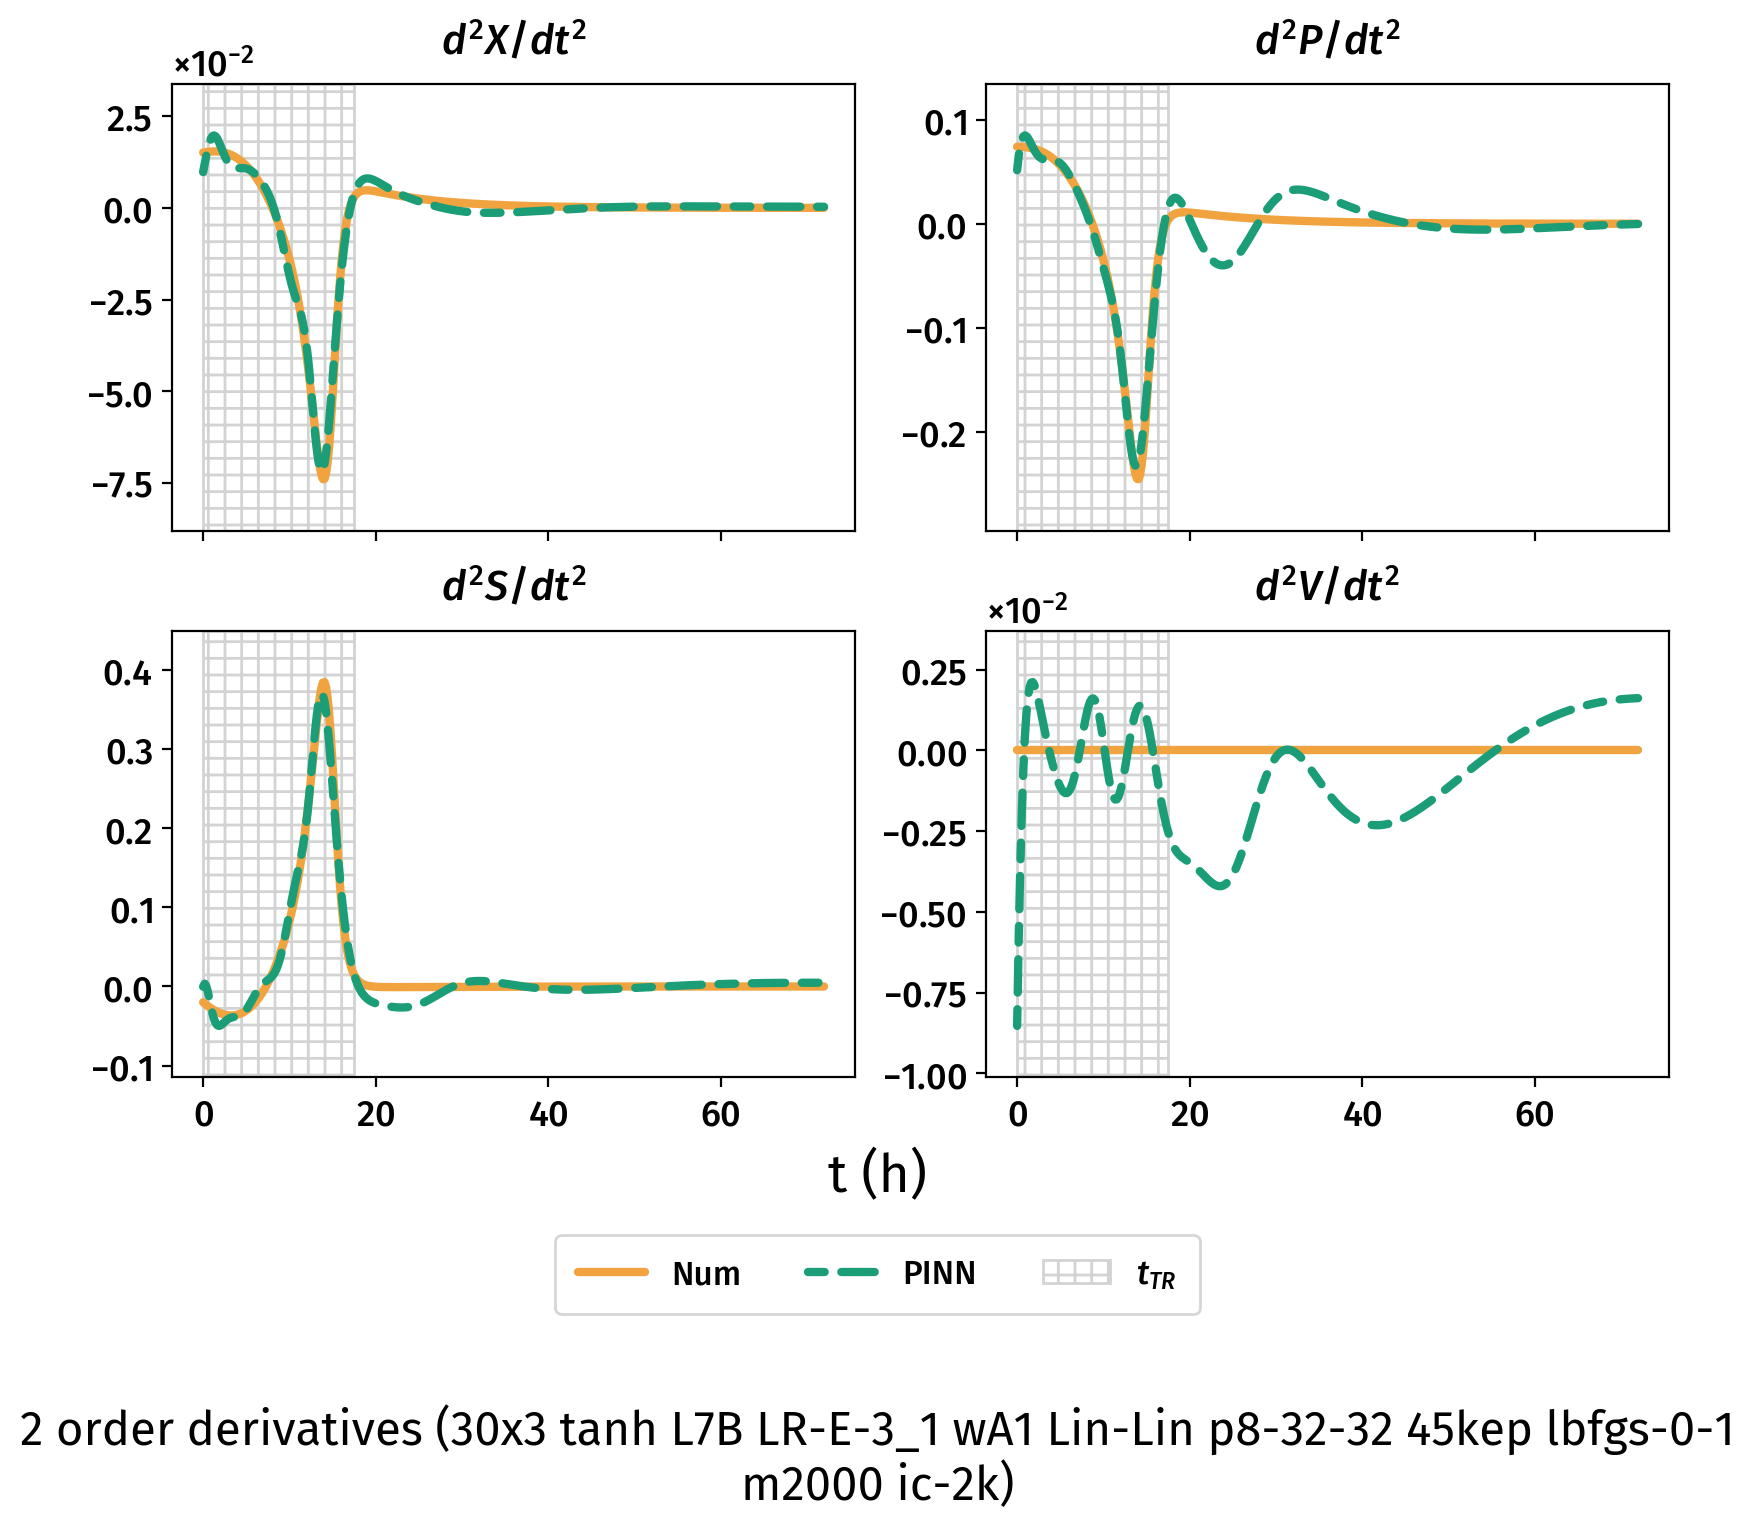 d²X/dt²
d²P/dt²
×10⁻²
2.5
0.0
−2.5
−5.0
−7.5
0.1
0.0
−0.1
−0.2
d²S/dt²
d²V/dt²
0.4
0.3
0.2
0.1
0.0
−0.1
×10⁻²
0.25
0.00
−0.25
−0.50
−0.75
−1.00
0 20 40 60
0 20 40 60
t (h)
Num PINN t_TR
2 order derivatives (30x3 tanh L7B LR-E-3_1 wA1 Lin-Lin p8-32-32 45kep lbfgs-0-1
m2000 ic-2k)